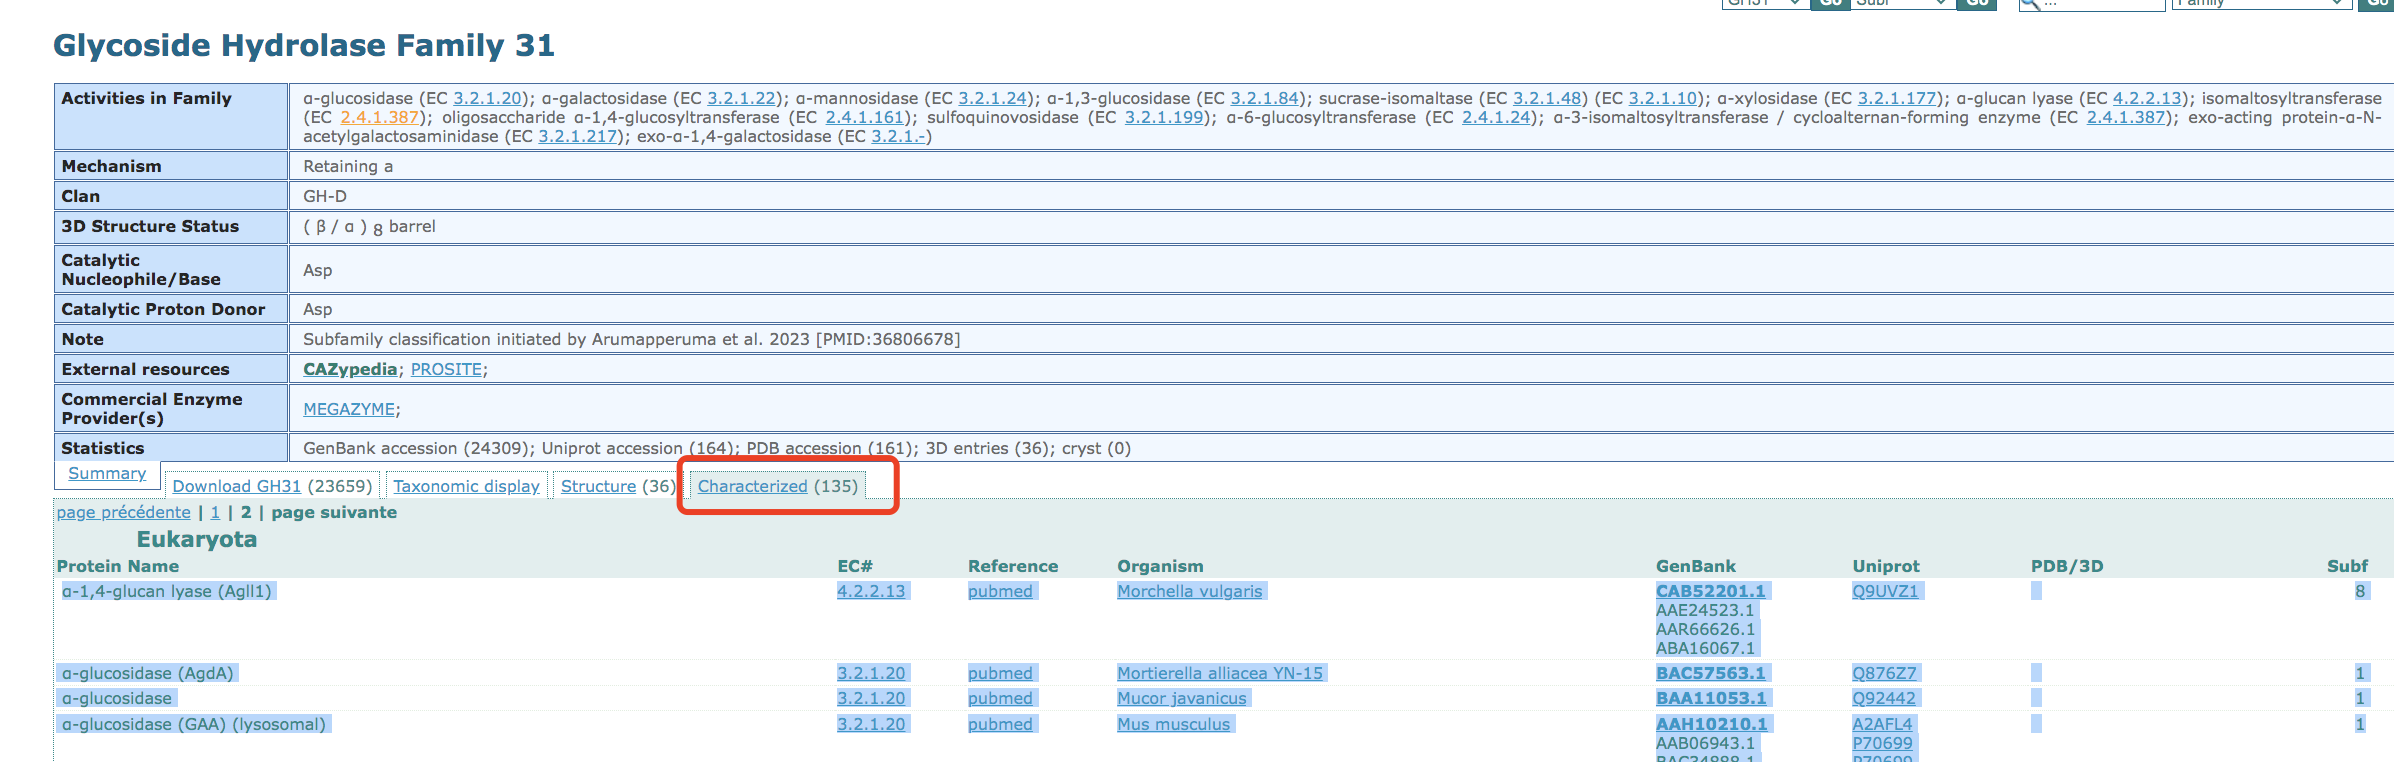 GH31 Go Subf Go ... Family Go
Glycoside Hydrolase Family 31
Activities in Family
α-glucosidase (EC 3.2.1.20); α-galactosidase (EC 3.2.1.22); α-mannosidase (EC 3.2.1.24); α-1,3-glucosidase (EC 3.2.1.84); sucrase-isomaltase (EC 3.2.1.48) (EC 3.2.1.10); α-xylosidase (EC 3.2.1.177); α-glucan lyase (EC 4.2.2.13); isomaltosyltransferase
(EC 2.4.1.387); oligosaccharide α-1,4-glucosyltransferase (EC 2.4.1.161); sulfoquinovosidase (EC 3.2.1.199); α-6-glucosyltransferase (EC 2.4.1.24); α-3-isomaltosyltransferase / cycloalternan-forming enzyme (EC 2.4.1.387); exo-acting protein-α-N-
acetylgalactosaminidase (EC 3.2.1.217); exo-α-1,4-galactosidase (EC 3.2.1.-)
Mechanism Retaining a
Clan GH-D
3D Structure Status ( β / α ) 8 barrel
Catalytic
Nucleophile/Base
Asp
Catalytic Proton Donor Asp
Note Subfamily classification initiated by Arumapperuma et al. 2023 [PMID:36806678]
External resources CAZypedia; PROSITE;
Commercial Enzyme
Provider(s)
MEGAZYME;
Statistics GenBank accession (24309); Uniprot accession (164); PDB accession (161); 3D entries (36); cryst (0)
Summary Download GH31 (23659) Taxonomic display Structure (36) Characterized (135)
page précédente | 1 | 2 | page suivante
Eukaryota
Protein Name EC# Reference Organism GenBank Uniprot PDB/3D Subf
α-1,4-glucan lyase (Agll1) 4.2.2.13 pubmed Morchella vulgaris CAB52201.1 Q9UVZ1 8
AAE24523.1
AAR66626.1
ABA16067.1
α-glucosidase (AgdA) 3.2.1.20 pubmed Mortierella alliacea YN-15 BAC57563.1 Q876Z7 1
α-glucosidase 3.2.1.20 pubmed Mucor javanicus BAA11053.1 Q92442 1
α-glucosidase (GAA) (lysosomal) 3.2.1.20 pubmed Mus musculus AAH10210.1 A2AFL4 1
AAB06943.1 P70699
BAC34888.1 P70699